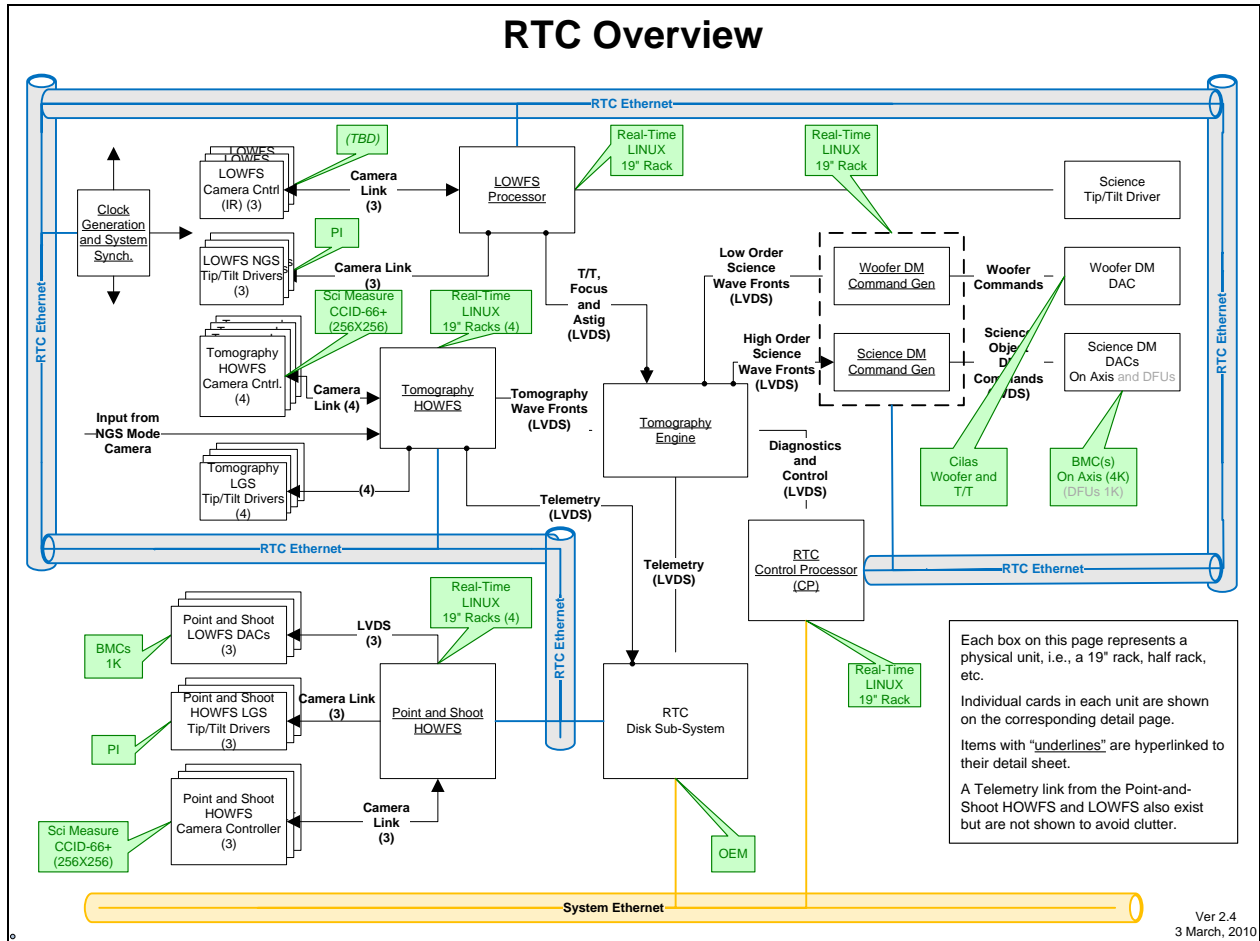 RTC Overview
RTC Ethernet
(TBD)
Real-Time
LINUX
19" Rack
Real-Time
LINUX
19" Rack
LOWFS
LOWFS
LOWFS
Camera Cntrl
(IR) (3)
Camera
Link
(3)
LOWFS
Processor
Science
Tip/Tilt Driver
Clock
Generation
and System
Synch.
PI
LOWFS NGS
Tip/Tilt Drivers
(3)
Camera Link
(3)
T/T,
Focus
and
Astig
(LVDS)
Low Order
Science
Wave Fronts
(LVDS)
Woofer DM
Command Gen
Woofer
Commands
Woofer DM
DAC
Sci Measure
CCID-66+
(256X256)
Real-Time
LINUX
19" Racks (4)
RTC Ethernet
RTC Ethernet
Tomography
HOWFS
Camera Cntrl.
(4)
Camera
Link (4)
Tomography
HOWFS
High Order
Science
Wave Fronts
(LVDS)
Science DM
Command Gen
Science
Object
Science DM
DACs
On Axis and DFUs
Input from
NGS Mode
Camera
Tomography
Wave Fronts
(LVDS)
Tomography
Engine
Diagnostics
and
Control
(LVDS)
Cilas
Woofer and
T/T
BMC(s)
On Axis (4K)
(DFUs 1K)
Tomography
LGS
Tip/Tilt Drivers
(4)
(4)
Telemetry
(LVDS)
RTC Ethernet
Telemetry
(LVDS)
RTC
Control Processor
(CP)
RTC Ethernet
Real-Time
LINUX
19" Racks (4)
RTC Ethernet
Point and Shoot
LOWFS DACs
(3)
LVDS
(3)
BMCs
1K
Point and Shoot
HOWFS LGS
Tip/Tilt Drivers
(3)
Camera Link
(3)
PI
Point and Shoot
HOWFS
RTC
Disk Sub-System
Real-Time
LINUX
19" Rack
Point and Shoot
HOWFS
Camera Controller
(3)
Camera
Link
(3)
Sci Measure
CCID-66+
(256X256)
OEM
Each box on this page represents a
physical unit, i.e., a 19" rack, half rack,
etc.
Individual cards in each unit are shown
on the corresponding detail page.
Items with "underlines" are hyperlinked to
their detail sheet.
A Telemetry link from the Point-and-
Shoot HOWFS and LOWFS also exist
but are not shown to avoid clutter.
System Ethernet
Ver 2.4
3 March, 2010